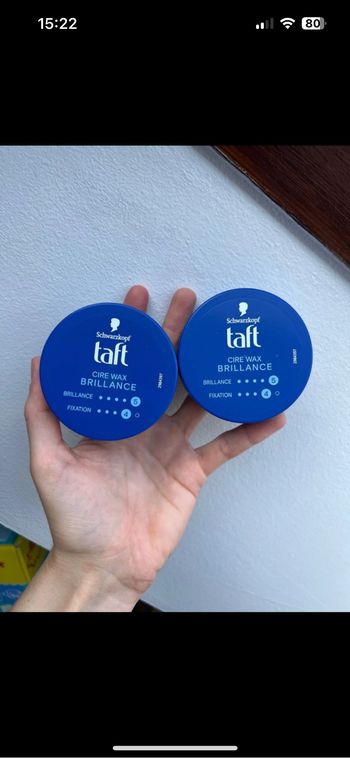 15:22
80
Schwarzkopf
taft
CIRE WAX
BRILLANCE
BRILLANCE 5
FIXATION 4
Schwarzkopf
taft
CIRE WAX
BRILLANCE
BRILLANCE 5
FIXATION 4